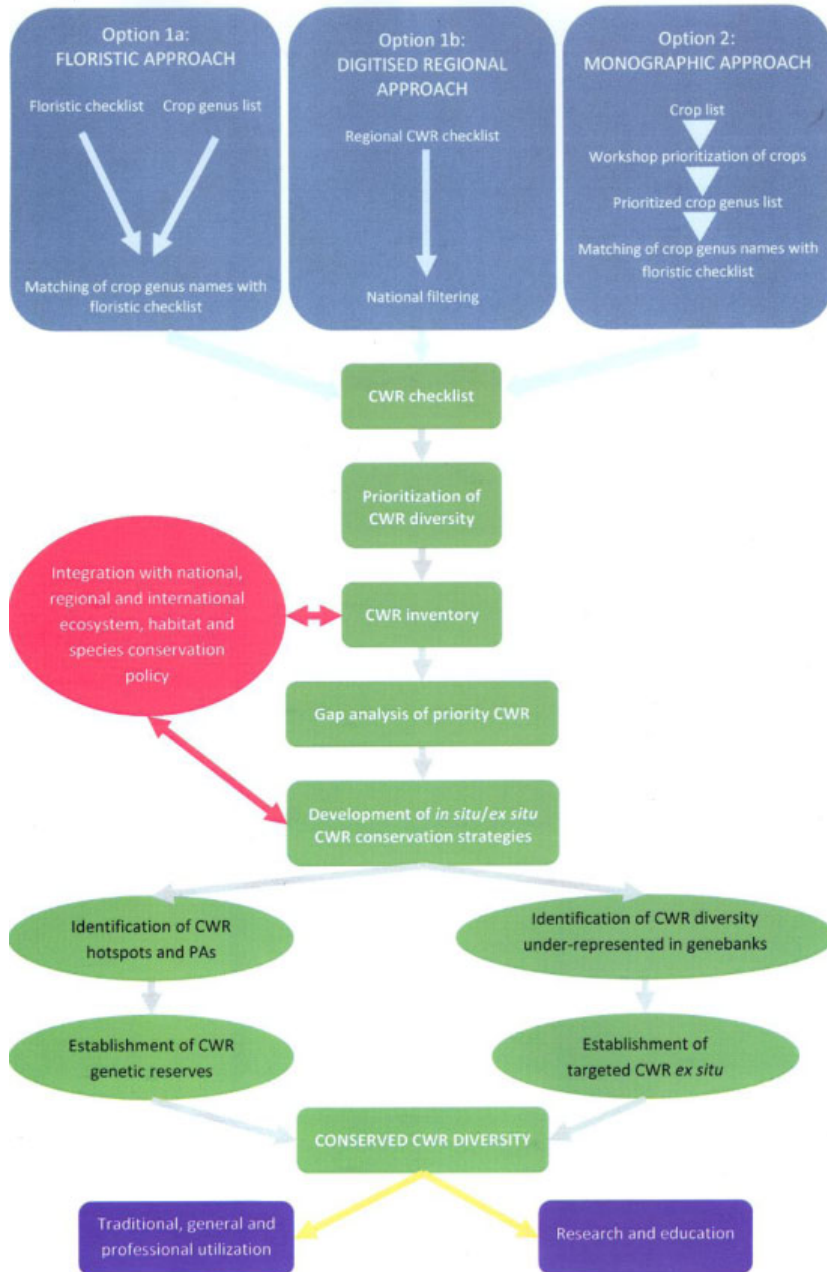 Option 1a:
FLORISTIC APPROACH
Floristic checklist
Crop genus list
Matching of crop genus names with
floristic checklist
Option 1b:
DIGITISED REGIONAL
APPROACH
Regional CWR checklist
National filtering
Option 2:
MONOGRAPHIC APPROACH
Crop list
Workshop prioritization of crops
Prioritized crop genus list
Matching of crop genus names with
floristic checklist
CWR checklist
Prioritization of
CWR diversity
Integration with national,
regional and international
ecosystem, habitat and
species conservation
policy
CWR inventory
Gap analysis of priority CWR
Development of in situ/ex situ
CWR conservation strategies
Identification of CWR
hotspots and PAs
Identification of CWR diversity
under-represented in genebanks
Establishment of CWR
genetic reserves
Establishment of
targeted CWR ex situ
CONSERVED CWR DIVERSITY
Traditional, general and
professional utilization
Research and education